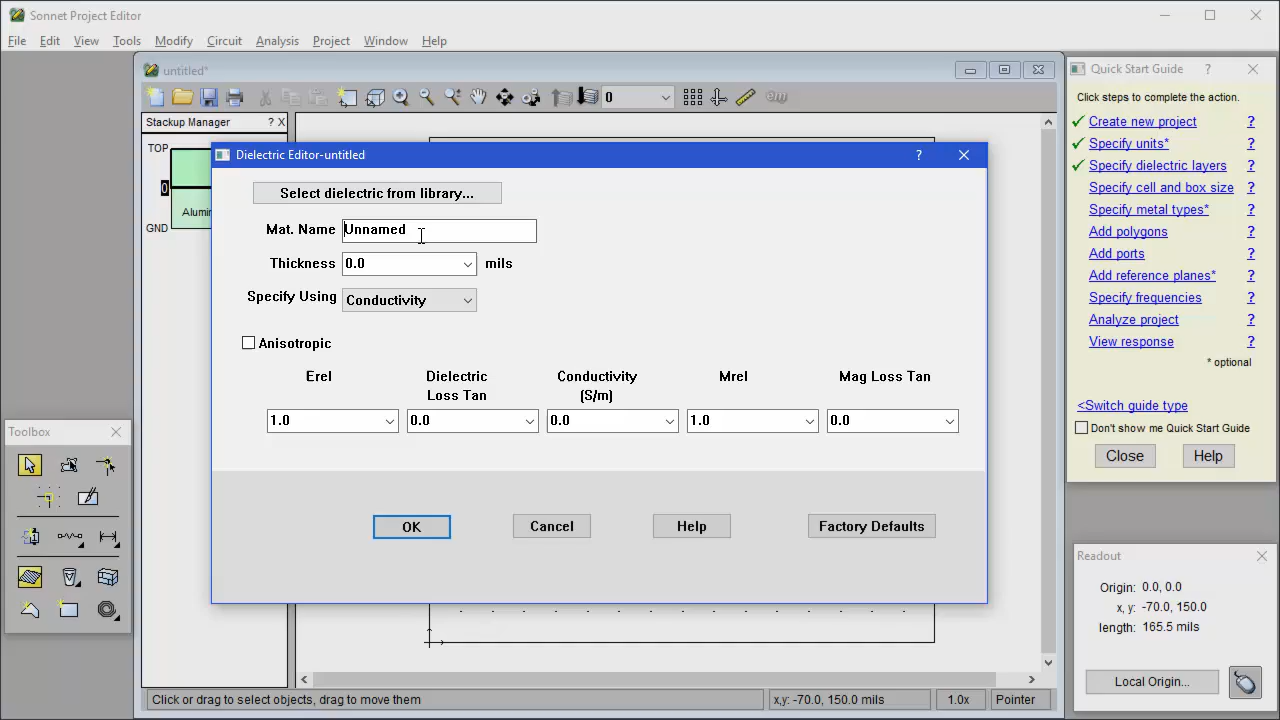 Sonnet Project Editor
File Edit View Tools Modify Circuit Analysis Project Window Help
untitled*
0
em
Stackup Manager ? X
TOP
0
Alumin
GND
Dielectric Editor-untitled ?
Select dielectric from library...
Mat. Name Unnamed
Thickness 0.0 mils
Specify Using Conductivity
Anisotropic
Erel Dielectric Conductivity Mrel Mag Loss Tan
Loss Tan (S/m)
1.0 0.0 0.0 1.0 0.0
OK Cancel Help Factory Defaults
Click or drag to select objects, drag to move them x,y: -70.0, 150.0 mils 1.0x Pointer
Toolbox
Quick Start Guide ?
Click steps to complete the action.
Create new project ?
Specify units* ?
Specify dielectric layers ?
Specify cell and box size ?
Specify metal types* ?
Add polygons ?
Add ports ?
Add reference planes* ?
Specify frequencies ?
Analyze project ?
View response ?
* optional
<Switch guide type
Don't show me Quick Start Guide
Close Help
Readout
Origin: 0.0, 0.0
x, y: -70.0, 150.0
length: 165.5 mils
Local Origin...